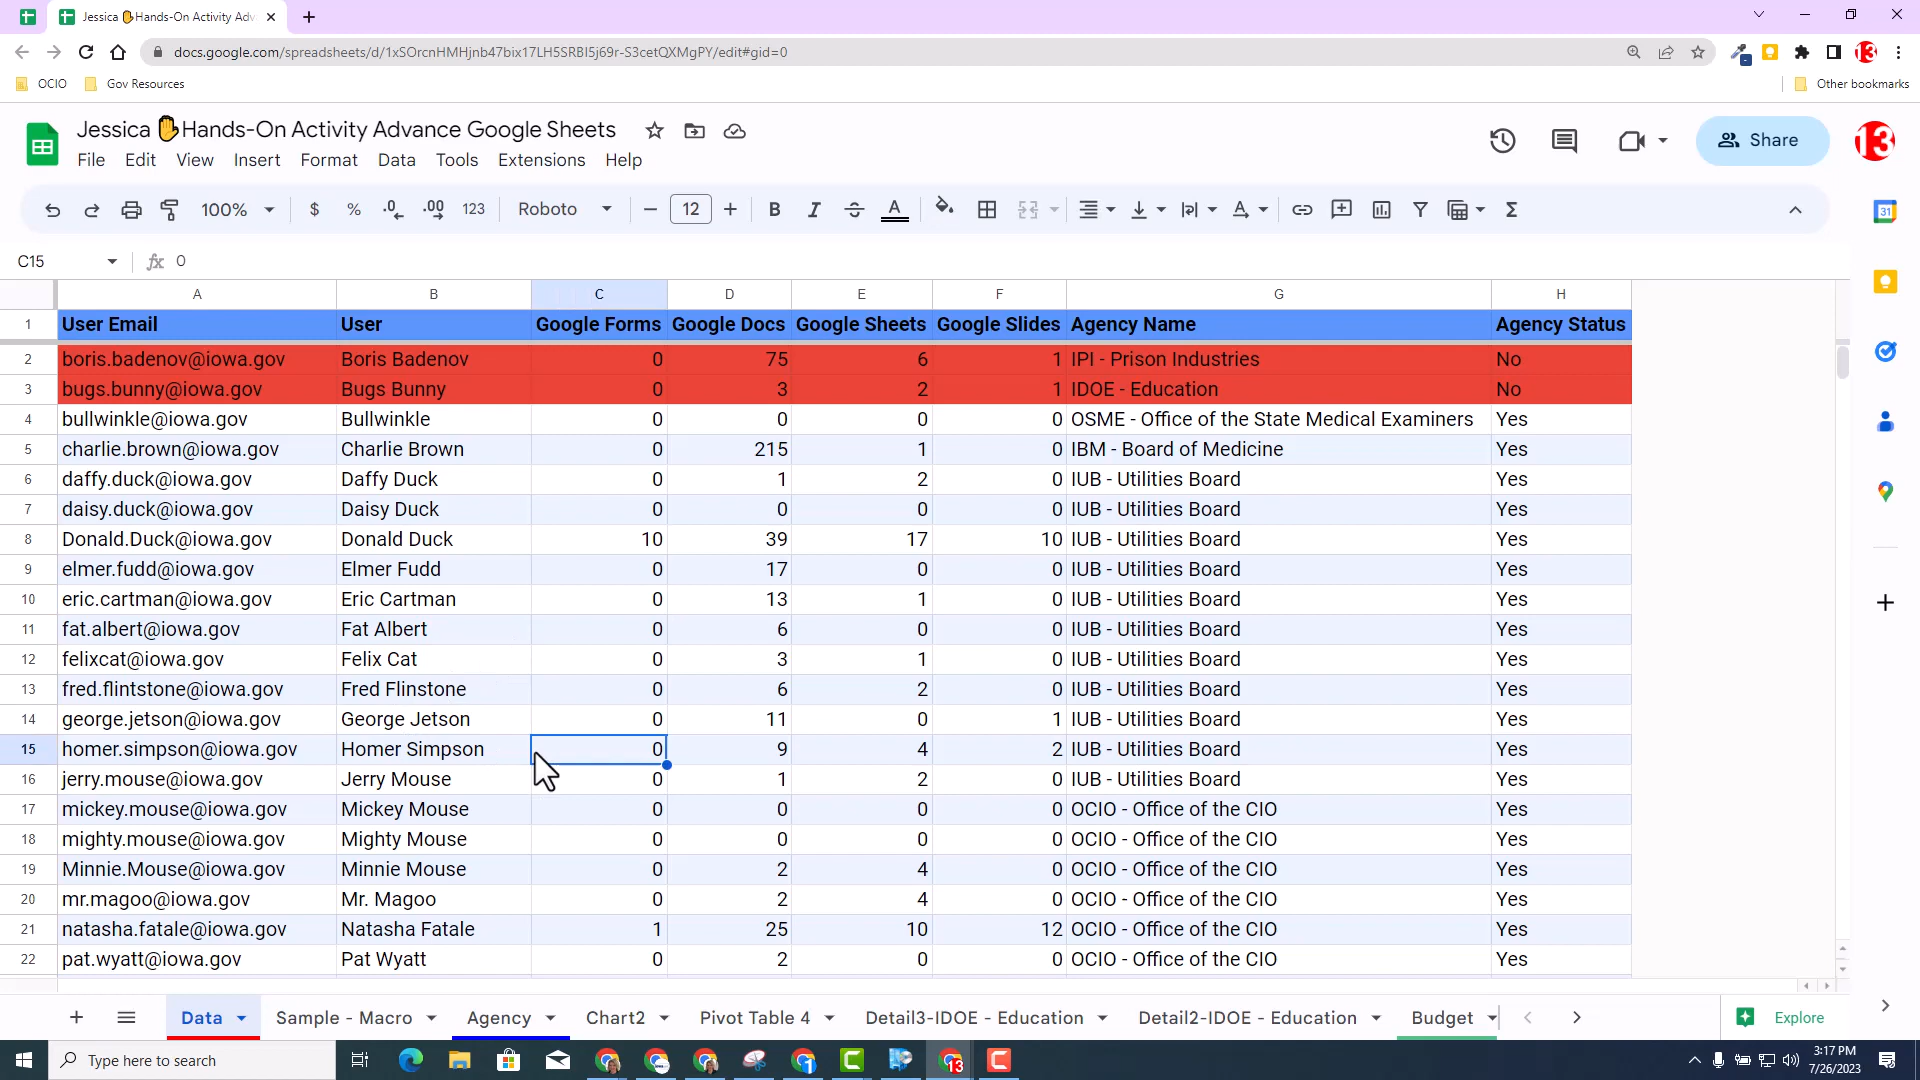 Jessica ✋Hands-On Activity Adv
docs.google.com/spreadsheets/d/1xSOrcnHMHjnb47bix17LH5SRBI5j69r-S3cetQXMgPY/edit#gid=0
13
OCIO Gov Resources Other bookmarks
Jessica ✋Hands-On Activity Advance Google Sheets
Share
13
File Edit View Insert Format Data Tools Extensions Help
100% $ % .0 .00 123 Roboto 12 B I S A Σ
31
C15 fx 0
A B C D E F G H
1 User Email User Google Forms Google Docs Google Sheets Google Slides Agency Name Agency Status
2 boris.badenov@iowa.gov Boris Badenov 0 75 6 1 IPI - Prison Industries No
3 bugs.bunny@iowa.gov Bugs Bunny 0 3 2 1 IDOE - Education No
4 bullwinkle@iowa.gov Bullwinkle 0 0 0 0 OSME - Office of the State Medical Examiners Yes
5 charlie.brown@iowa.gov Charlie Brown 0 215 1 0 IBM - Board of Medicine Yes
6 daffy.duck@iowa.gov Daffy Duck 0 1 2 0 IUB - Utilities Board Yes
7 daisy.duck@iowa.gov Daisy Duck 0 0 0 0 IUB - Utilities Board Yes
8 Donald.Duck@iowa.gov Donald Duck 10 39 17 10 IUB - Utilities Board Yes
9 elmer.fudd@iowa.gov Elmer Fudd 0 17 0 0 IUB - Utilities Board Yes
10 eric.cartman@iowa.gov Eric Cartman 0 13 1 0 IUB - Utilities Board Yes
11 fat.albert@iowa.gov Fat Albert 0 6 0 0 IUB - Utilities Board Yes
12 felixcat@iowa.gov Felix Cat 0 3 1 0 IUB - Utilities Board Yes
13 fred.flintstone@iowa.gov Fred Flinstone 0 6 2 0 IUB - Utilities Board Yes
14 george.jetson@iowa.gov George Jetson 0 11 0 1 IUB - Utilities Board Yes
15 homer.simpson@iowa.gov Homer Simpson 0 9 4 2 IUB - Utilities Board Yes
16 jerry.mouse@iowa.gov Jerry Mouse 0 1 2 0 IUB - Utilities Board Yes
17 mickey.mouse@iowa.gov Mickey Mouse 0 0 0 0 OCIO - Office of the CIO Yes
18 mighty.mouse@iowa.gov Mighty Mouse 0 0 0 0 OCIO - Office of the CIO Yes
19 Minnie.Mouse@iowa.gov Minnie Mouse 0 2 4 0 OCIO - Office of the CIO Yes
20 mr.magoo@iowa.gov Mr. Magoo 0 2 4 0 OCIO - Office of the CIO Yes
21 natasha.fatale@iowa.gov Natasha Fatale 1 25 10 12 OCIO - Office of the CIO Yes
22 pat.wyatt@iowa.gov Pat Wyatt 0 2 0 0 OCIO - Office of the CIO Yes
Data Sample - Macro Agency Chart2 Pivot Table 4 Detail3-IDOE - Education Detail2-IDOE - Education Budget Explore
Type here to search
13
3:17 PM
7/26/2023